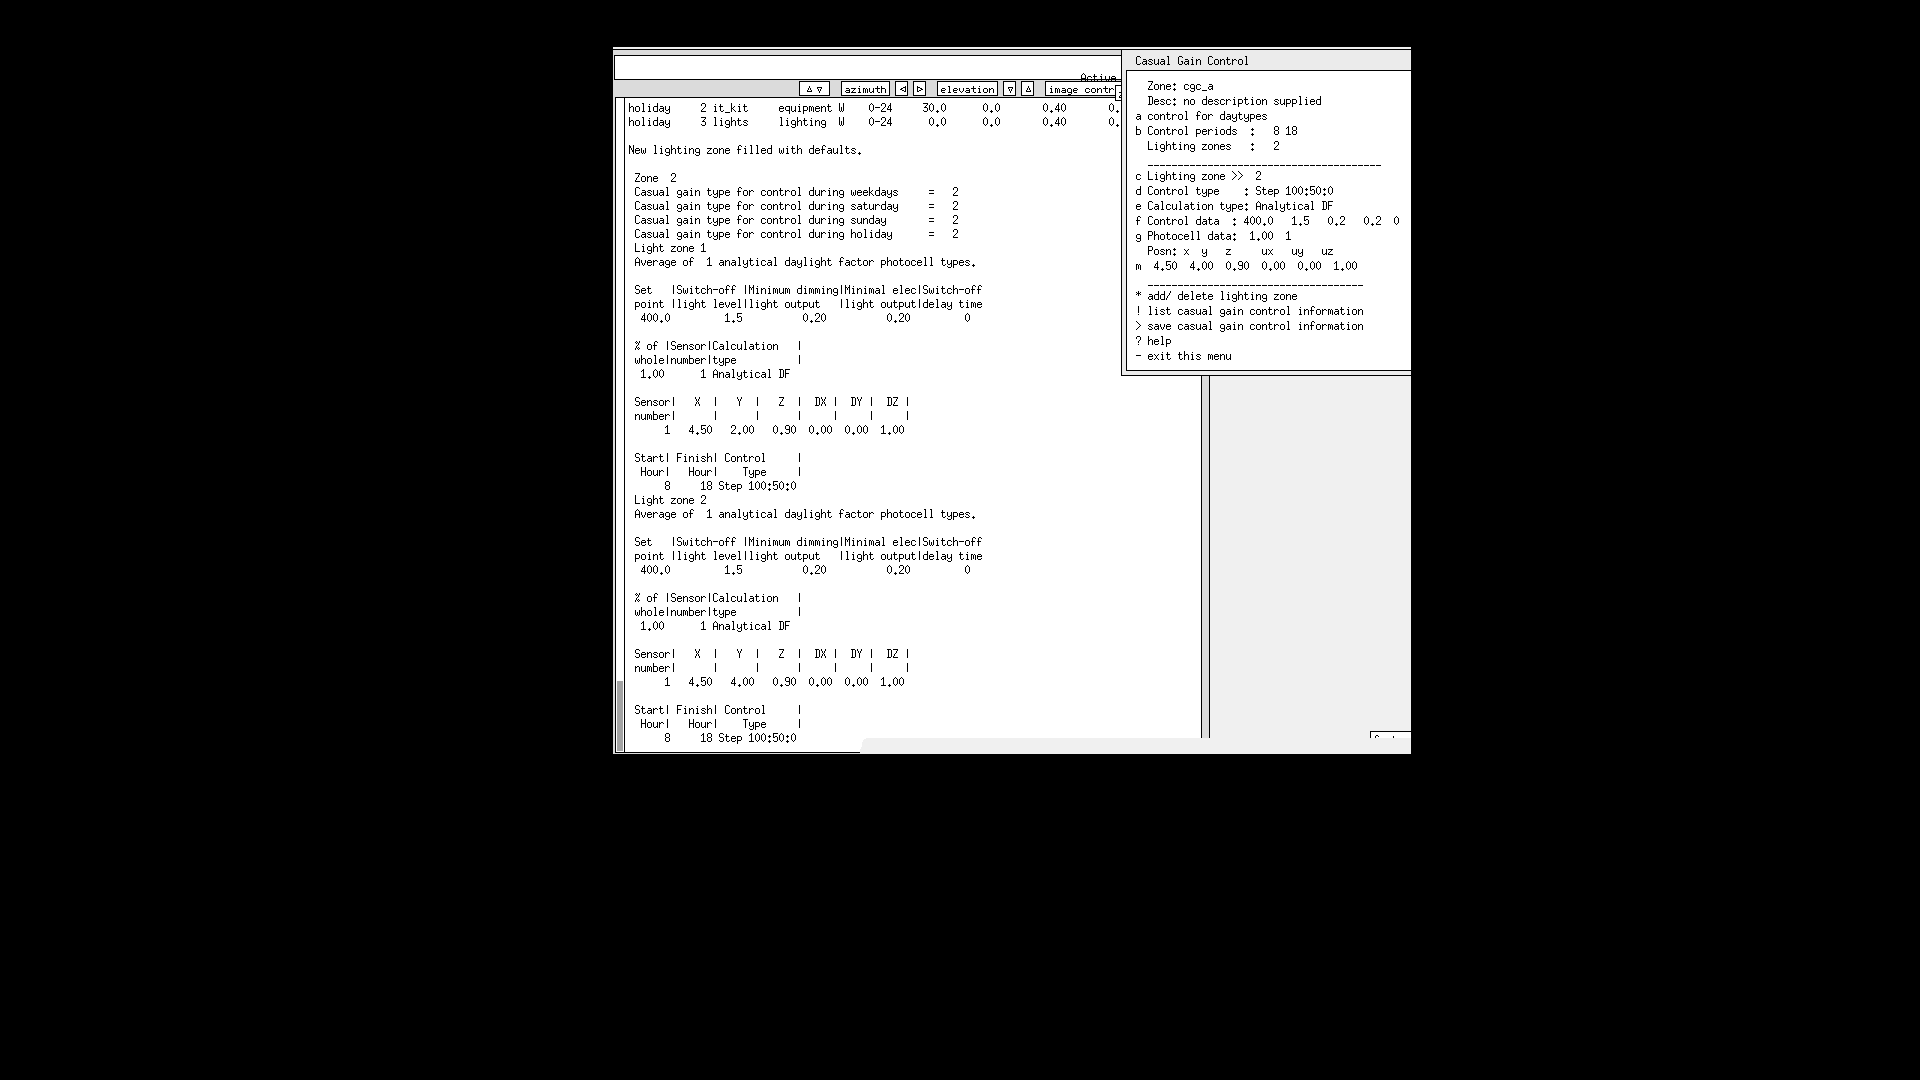 Active
azimuth elevation image contr
holiday 2 it_kit equipment W 0-24 30.0 0.0 0.40 0.
holiday 3 lights lighting W 0-24 0.0 0.0 0.40 0.
New lighting zone filled with defaults.
Zone 2
Casual gain type for control during weekdays = 2
Casual gain type for control during saturday = 2
Casual gain type for control during sunday = 2
Casual gain type for control during holiday = 2
Light zone 1
Average of 1 analytical daylight factor photocell types.
Set |Switch-off |Minimum dimming|Minimal elec|Switch-off
point |light level|light output |light output|delay time
400.0 1.5 0.20 0.20 0
% of |Sensor|Calculation |
whole|number|type |
1.00 1 Analytical DF
Sensor| X | Y | Z | DX | DY | DZ |
number| | | | | | |
1 4.50 2.00 0.90 0.00 0.00 1.00
Start| Finish| Control |
Hour| Hour| Type |
8 18 Step 100:50:0
Light zone 2
Average of 1 analytical daylight factor photocell types.
Set |Switch-off |Minimum dimming|Minimal elec|Switch-off
point |light level|light output |light output|delay time
400.0 1.5 0.20 0.20 0
% of |Sensor|Calculation |
whole|number|type |
1.00 1 Analytical DF
Sensor| X | Y | Z | DX | DY | DZ |
number| | | | | | |
1 4.50 4.00 0.90 0.00 0.00 1.00
Start| Finish| Control |
Hour| Hour| Type |
8 18 Step 100:50:0
Casual Gain Control
Zone: cgc_a
Desc: no description supplied
a control for daytypes
b Control periods : 8 18
Lighting zones : 2
c Lighting zone >> 2
d Control type : Step 100:50:0
e Calculation type: Analytical DF
f Control data : 400.0 1.5 0.2 0.2 0
g Photocell data: 1.00 1
Posn: x y z ux uy uz
m 4.50 4.00 0.90 0.00 0.00 1.00
* add/ delete lighting zone
! list casual gain control information
> save casual gain control information
? help
- exit this menu